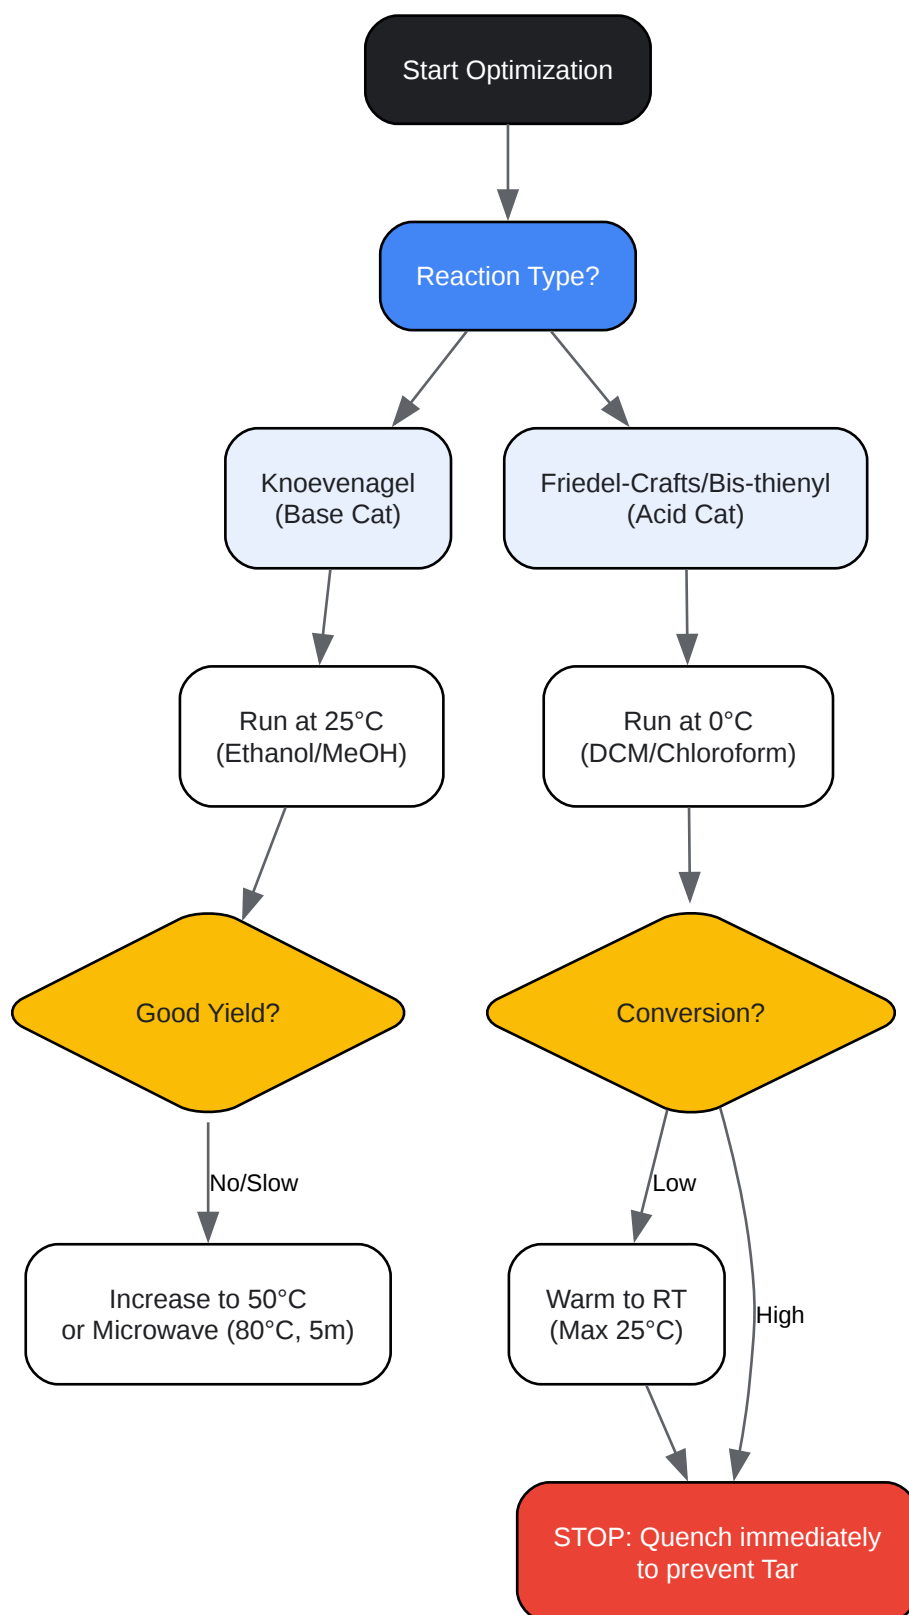 Start Optimization
Reaction Type?
Knoevenagel
(Base Cat)
Friedel-Crafts/Bis-thienyl
(Acid Cat)
Run at 25°C
(Ethanol/MeOH)
Run at 0°C
(DCM/Chloroform)
Good Yield?
Conversion?
No/Slow
Low
Increase to 50°C
or Microwave (80°C, 5m)
Warm to RT
(Max 25°C)
High
STOP: Quench immediately
to prevent Tar